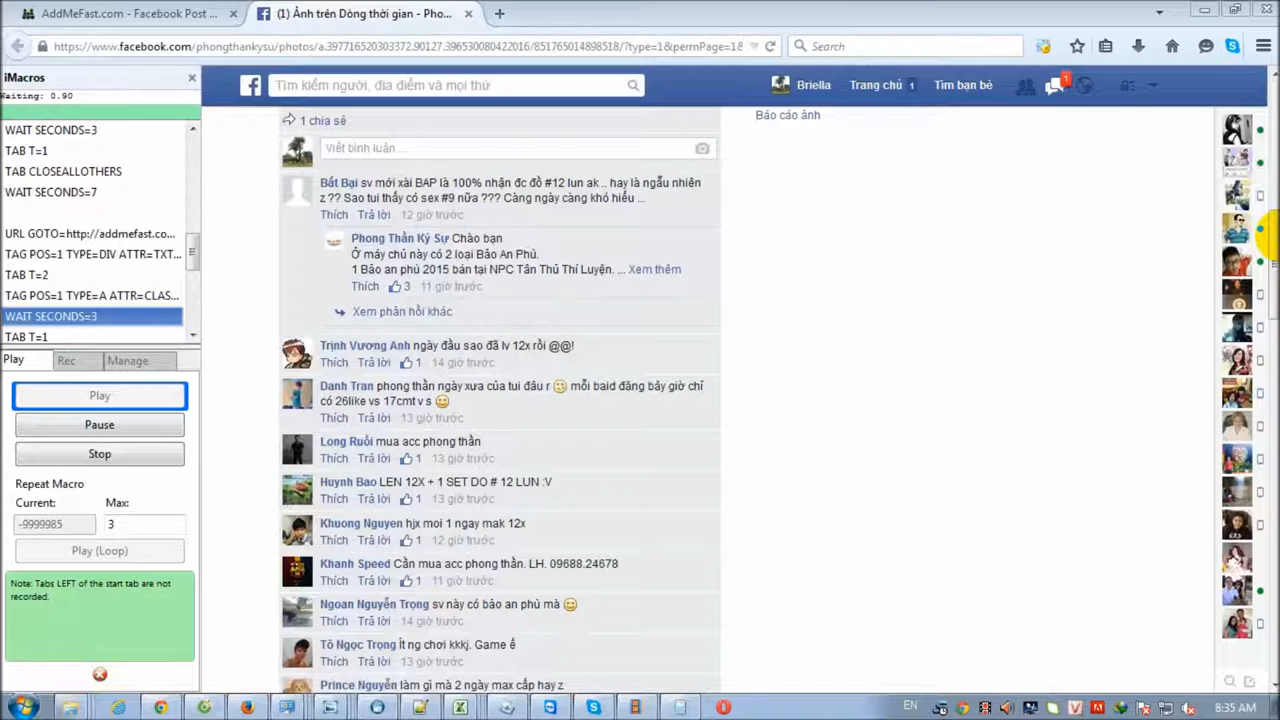 AddMeFast.com - Facebook Post ...
(1) Ảnh trên Dòng thời gian - Pho...
https://www.facebook.com/phongthankysu/photos/a.397716520303372.90127.396530080422016/851765014898518/?type=1&permPage=1&
Search
iMacros
Waiting: 0.90
WAIT SECONDS=3
TAB T=1
TAB CLOSEALLOTHERS
WAIT SECONDS=7
URL GOTO=http://addmefast.co...
TAG POS=1 TYPE=DIV ATTR=TXT...
TAB T=2
TAG POS=1 TYPE=A ATTR=CLAS...
WAIT SECONDS=3
TAB T=1
Play Rec Manage
Play
Pause
Stop
Repeat Macro
Current: Max:
-9999985 3
Play (Loop)
Note: Tabs LEFT of the start tab are not
recorded.
Tìm kiếm người, địa điểm và mọi thứ
Briella Trang chủ 1 Tìm bạn bè 1
1 chia sẻ
Báo cáo ảnh
Viết bình luận...
Bất Bại sv mới xài BAP là 100% nhận đc đồ #12 lun ak .. hay là ngẫu nhiên
z ?? Sao tui thấy có sex #9 nữa ??? Càng ngày càng khó hiểu ...
Thích Trả lời 12 giờ trước
Phong Thần Ký Sự Chào bạn
Ở máy chủ này có 2 loại Bảo An Phù.
1 Bảo an phù 2015 bán tại NPC Tân Thủ Thí Luyện. ... Xem thêm
Thích 3 11 giờ trước
Xem phản hồi khác
Trịnh Vương Anh ngày đầu sao đã lv 12x rồi @@!
Thích Trả lời 1 14 giờ trước
Danh Tran phong thần ngày xưa của tui đâu r mỗi baid đăng bây giờ chỉ
có 26like vs 17cmt v s
Thích Trả lời 13 giờ trước
Long Ruồi mua acc phong thần
Thích Trả lời 1 13 giờ trước
Huynh Bao LEN 12X + 1 SET DO # 12 LUN :V
Thích Trả lời 1 13 giờ trước
Khuong Nguyen hjx moi 1 ngay mak 12x
Thích Trả lời 1 12 giờ trước
Khanh Speed Cần mua acc phong thần. LH. 09688.24678
Thích Trả lời 1 11 giờ trước
Ngoan Nguyễn Trọng sv này có bảo an phù mà
Thích Trả lời 14 giờ trước
Tô Ngọc Trọng Ít ng chơi kkkj. Game ế
Thích Trả lời 13 giờ trước
Prince Nguyễn làm gì mà 2 ngày max cấp hay z
EN 8:35 AM